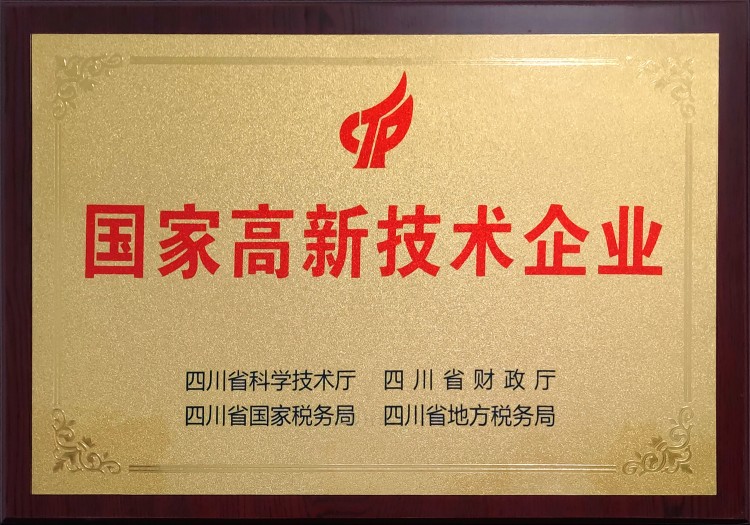 CTP
国家高新技术企业
四川省科学技术厅 四川省财政厅
四川省国家税务局 四川省地方税务局